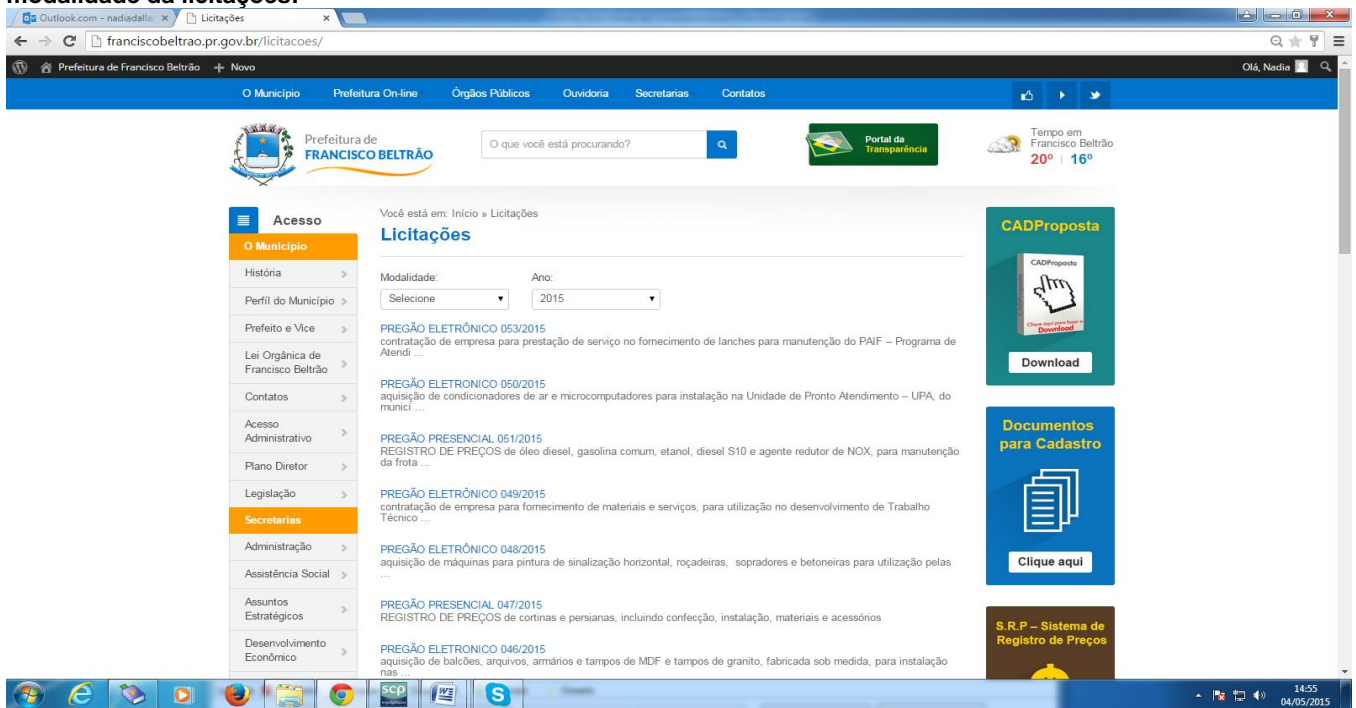 modalidade da licitações:
Outlook.com - nadiadalla
Licitações
franciscobeltrao.pr.gov.br/licitacoes/
Prefeitura de Francisco Beltrão + Novo
Olá, Nadia
O Município Prefeitura On-line Órgãos Públicos Ouvidoria Secretarias Contatos
Prefeitura de
FRANCISCO BELTRÃO
O que você está procurando?
Portal da
Transparência
Tempo em
Francisco Beltrão
20º | 16º
Acesso
O Município
História
Perfíl do Município
Prefeito e Vice
Lei Orgânica de
Francisco Beltrão
Contatos
Acesso
Administrativo
Plano Diretor
Legislação
Secretarias
Administração
Assistência Social
Assuntos
Estratégicos
Desenvolvimento
Econômico
Você está em: Início » Licitações
Licitações
Modalidade: Ano:
Selecione 2015
PREGÃO ELETRÔNICO 053/2015
contratação de empresa para prestação de serviço no fornecimento de lanches para manutenção do PAIF – Programa de
Atendi ...
PREGÃO ELETRONICO 050/2015
aquisição de condicionadores de ar e microcomputadores para instalação na Unidade de Pronto Atendimento – UPA, do
municí ...
PREGÃO PRESENCIAL 051/2015
REGISTRO DE PREÇOS de óleo diesel, gasolina comum, etanol, diesel S10 e agente redutor de NOX, para manutenção
da frota ...
PREGÃO ELETRÔNICO 049/2015
contratação de empresa para fornecimento de materiais e serviços, para utilização no desenvolvimento de Trabalho
Técnico ...
PREGÃO ELETRÔNICO 048/2015
aquisição de máquinas para pintura de sinalização horizontal, roçadeiras, sopradores e betoneiras para utilização pelas
...
PREGÃO PRESENCIAL 047/2015
REGISTRO DE PREÇOS de cortinas e persianas, incluindo confecção, instalação, materiais e acessórios
PREGÃO ELETRONICO 046/2015
aquisição de balcões, arquivos, armários e tampos de MDF e tampos de granito, fabricada sob medida, para instalação
nas ...
CADProposta
CADProposta
Clique aqui para fazer o
Download
Download
Documentos
para Cadastro
Clique aqui
S.R.P – Sistema de
Registro de Preços
scp
14:55
04/05/2015